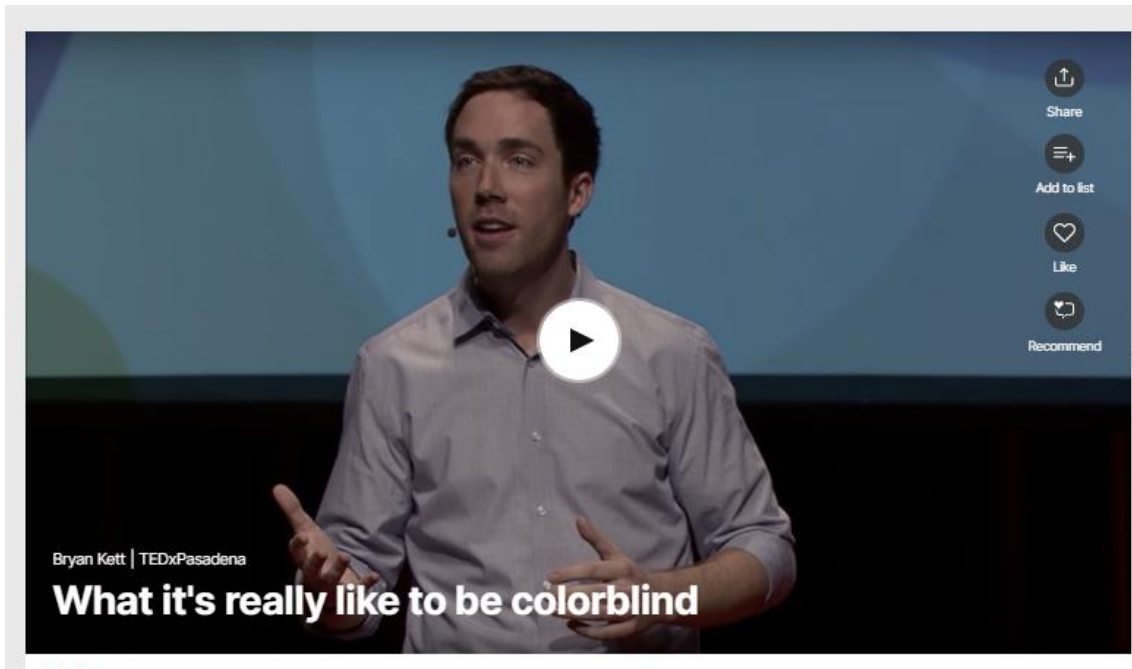 Share
Add to list
Like
Recommend
Bryan Kett | TEDxPasadena
What it's really like to be colorblind